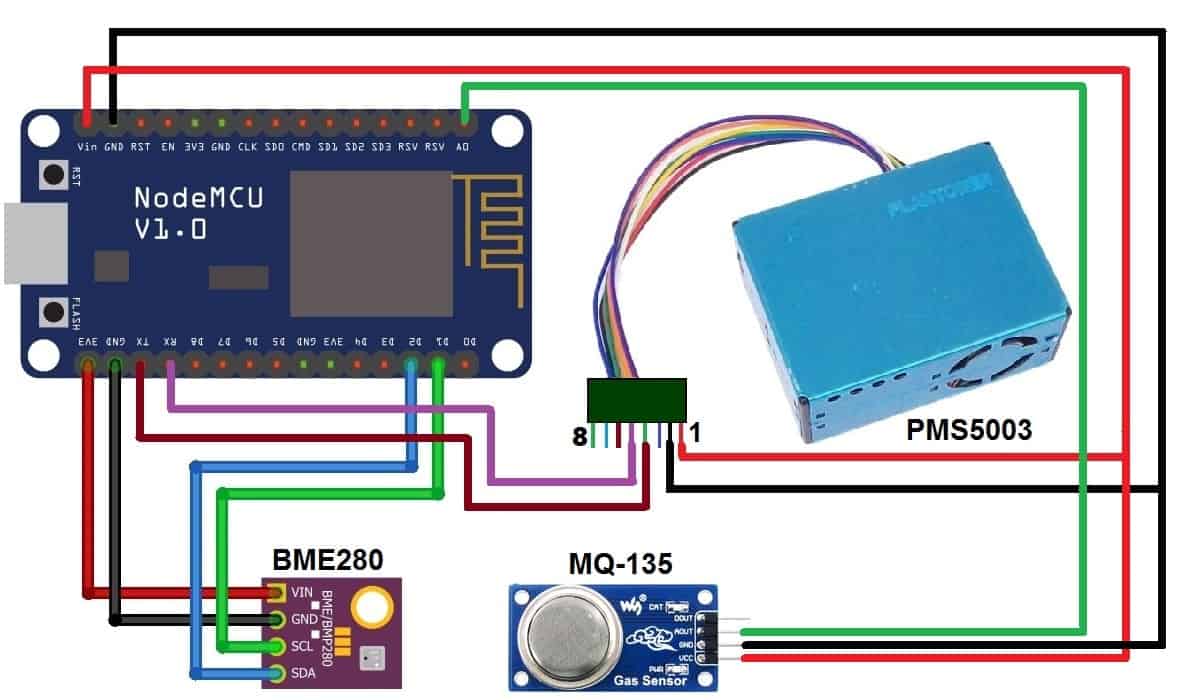 Vin GND RST EN 3V3 GND CLK SD0 CMD SD1 SD2 SD3 RSV RSV A0
RST
NodeMCU
V1.0
FLASH
3V3 GND TX RX D8 D7 D6 D5 GND 3V3 D4 D3 D2 D1 D0
PLANTOWER
8
1
PMS5003
BME280
VIN
GND
SCL
SDA
BME/BMP280
MQ-135
DOUT
AOUT
GND
VCC
PWR
Gas Sensor